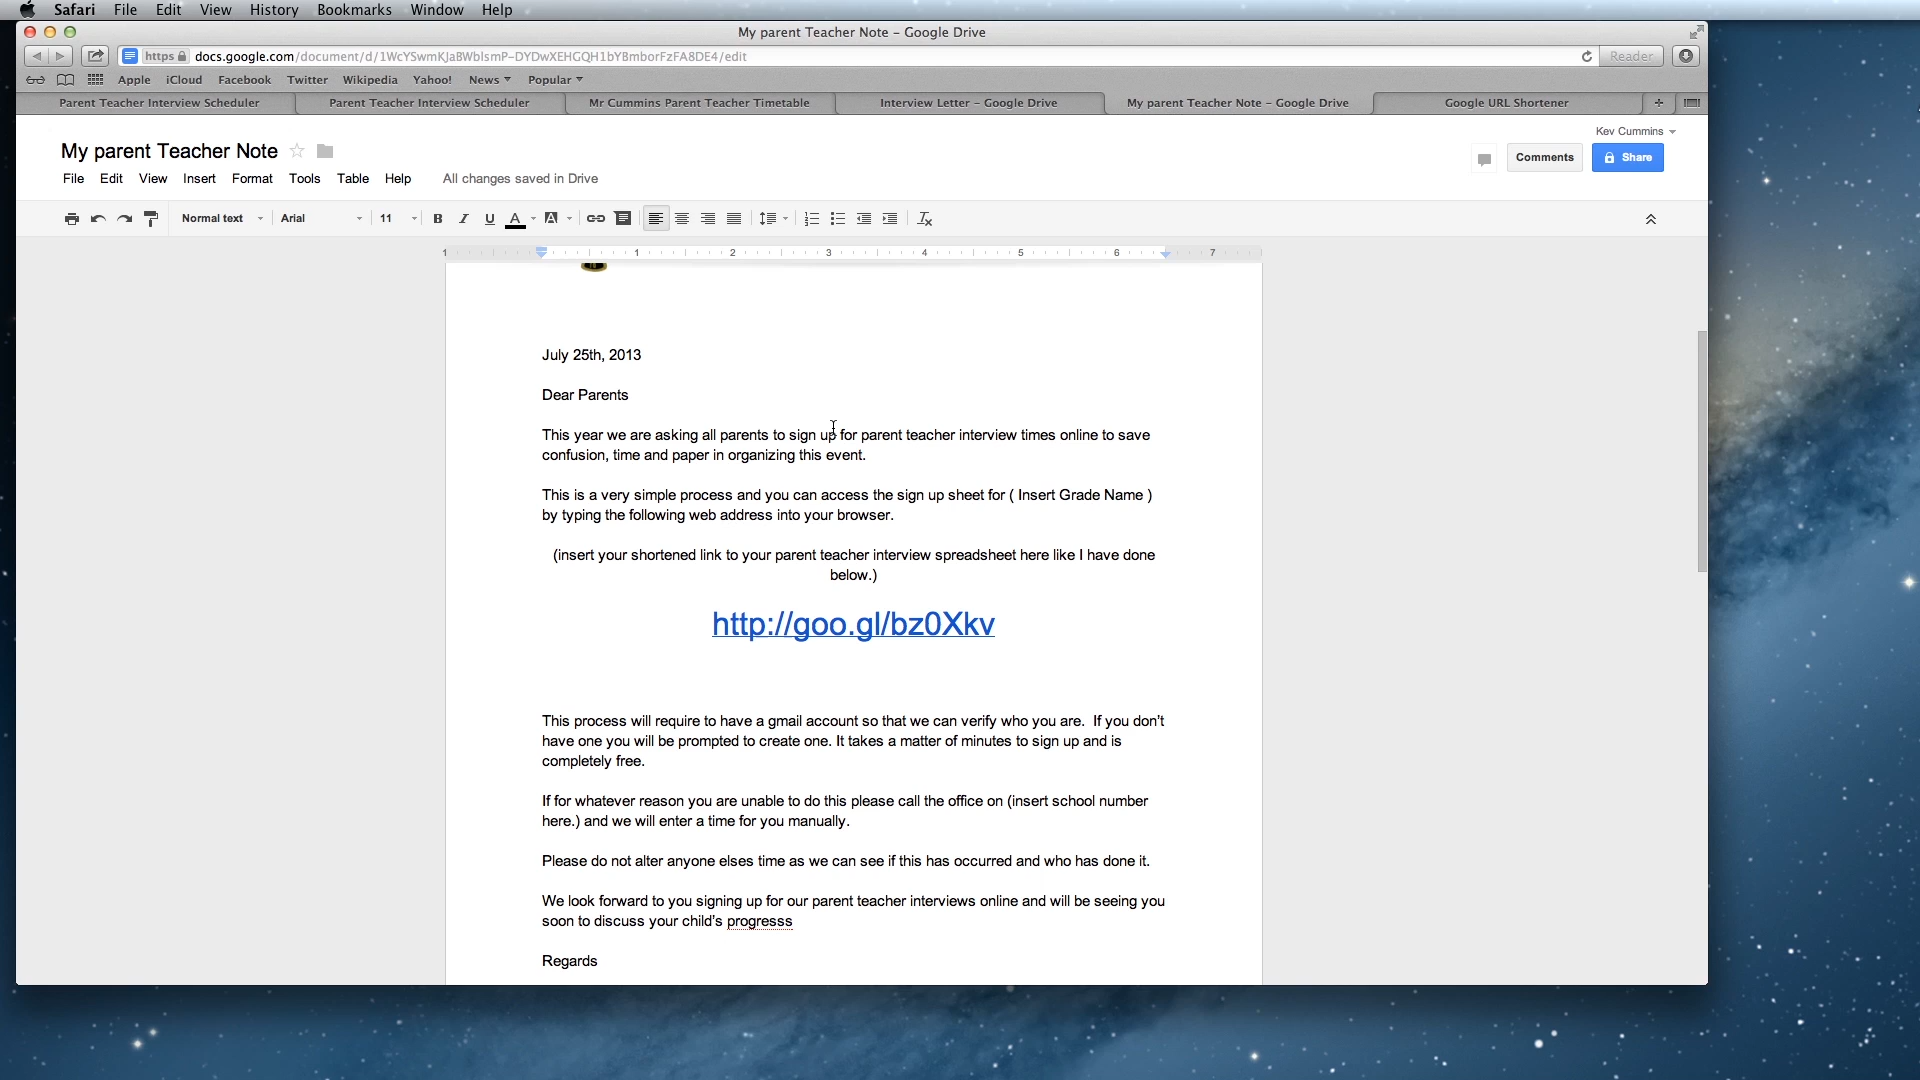 Safari File Edit View History Bookmarks Window Help
My parent Teacher Note – Google Drive
https docs.google.com/document/d/1WcYSwmKJaBWblsmP-DYDwXEHGQH1bYBmborFzFA8DE4/edit Reader
Apple iCloud Facebook Twitter Wikipedia Yahoo! News Popular
Parent Teacher Interview Scheduler Parent Teacher Interview Scheduler Mr Cummins Parent Teacher Timetable Interview Letter – Google Drive My parent Teacher Note – Google Drive Google URL Shortener +
Kev Cummins
My parent Teacher Note
Comments Share
File Edit View Insert Format Tools Table Help All changes saved in Drive
Normal text Arial 11 B I U A A
1 1 2 3 4 5 6 7
July 25th, 2013
Dear Parents
This year we are asking all parents to sign up for parent teacher interview times online to save
confusion, time and paper in organizing this event.
This is a very simple process and you can access the sign up sheet for ( Insert Grade Name )
by typing the following web address into your browser.
(insert your shortened link to your parent teacher interview spreadsheet here like I have done
below.)
http://goo.gl/bz0Xkv
This process will require to have a gmail account so that we can verify who you are. If you don't
have one you will be prompted to create one. It takes a matter of minutes to sign up and is
completely free.
If for whatever reason you are unable to do this please call the office on (insert school number
here.) and we will enter a time for you manually.
Please do not alter anyone elses time as we can see if this has occurred and who has done it.
We look forward to you signing up for our parent teacher interviews online and will be seeing you
soon to discuss your child's progresss
Regards